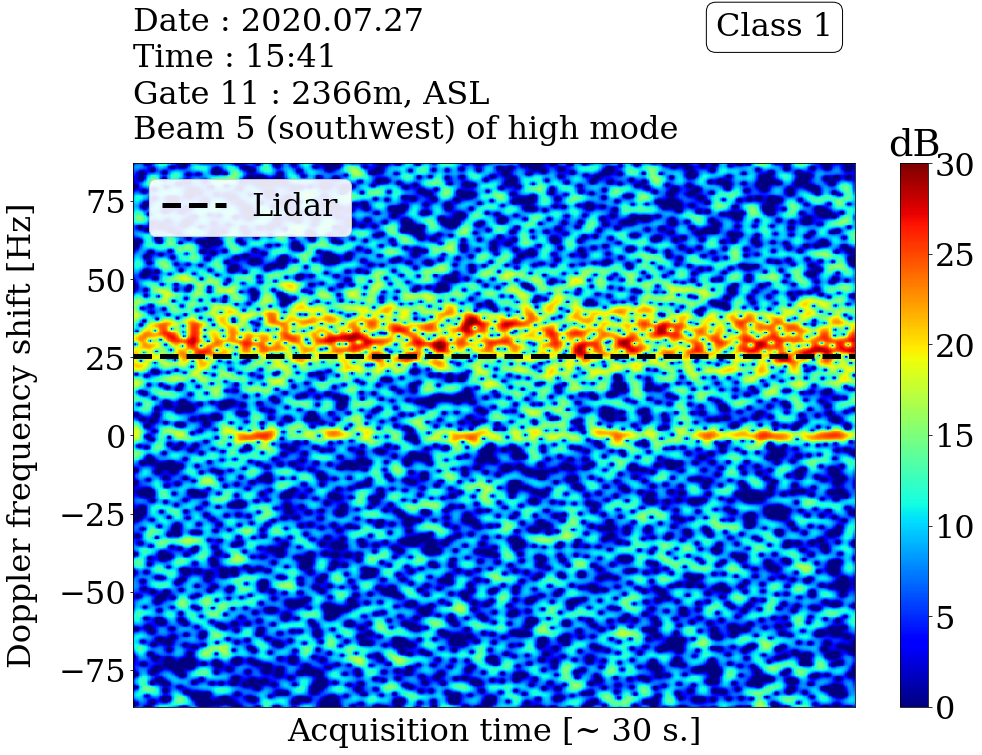 Date : 2020.07.27
Time : 15:41
Gate 11 : 2366m, ASL
Beam 5 (southwest) of high mode
Class 1
dB
Lidar
Doppler frequency shift [Hz]
75
50
25
0
−25
−50
−75
30
25
20
15
10
5
0
Acquisition time [~ 30 s.]